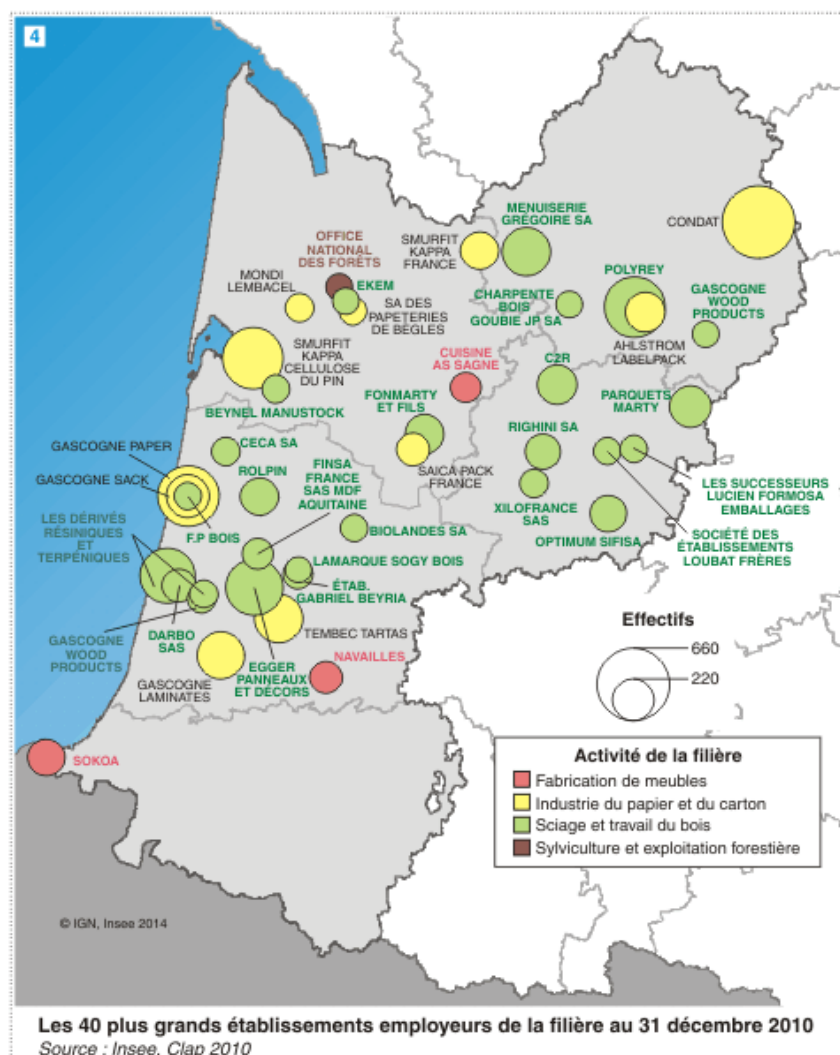 4
MENUISERIE
GRÉGOIRE SA
CONDAT
OFFICE
NATIONAL
DES FORÊTS
SMURFIT
KAPPA
FRANCE
MONDI
LEMBACEL
EKEM
SA DES
PAPETERIES
DE BÈGLES
CHARPENTE
BOIS
GOUBIE JP SA
POLYREY
GASCOGNE
WOOD
PRODUCTS
AHLSTROM
LABELPACK
SMURFIT
KAPPA
CELLULOSE
DU PIN
CUISINE
AS SAGNE
C2R
BEYNEL MANUSTOCK
FONMARTY
ET FILS
PARQUETS
MARTY
GASCOGNE PAPER
CECA SA
RIGHINI SA
GASCOGNE SACK
ROLPIN
FINSA
FRANCE
SAS MDF
AQUITAINE
SAICA PACK
FRANCE
LES SUCCESSEURS
LUCIEN FORMOSA
EMBALLAGES
XILOFRANCE
SAS
LES DÉRIVÉS
RÉSINIQUES
ET
TERPÉNIQUES
F.P BOIS
BIOLANDES SA
OPTIMUM SIFISA
SOCIÉTÉ DES
ÉTABLISSEMENTS
LOUBAT FRÈRES
LAMARQUE SOGY BOIS
ÉTAB.
GABRIEL BEYRIA
GASCOGNE
WOOD
PRODUCTS
DARBO
SAS
TEMBEC TARTAS
NAVAILLES
EGGER
PANNEAUX
ET DÉCORS
GASCOGNE
LAMINATES
SOKOA
Effectifs
660
220
Activité de la filière
Fabrication de meubles
Industrie du papier et du carton
Sciage et travail du bois
Sylviculture et exploitation forestière
© IGN, Insee 2014
Les 40 plus grands établissements employeurs de la filière au 31 décembre 2010
Source : Insee, Clap 2010